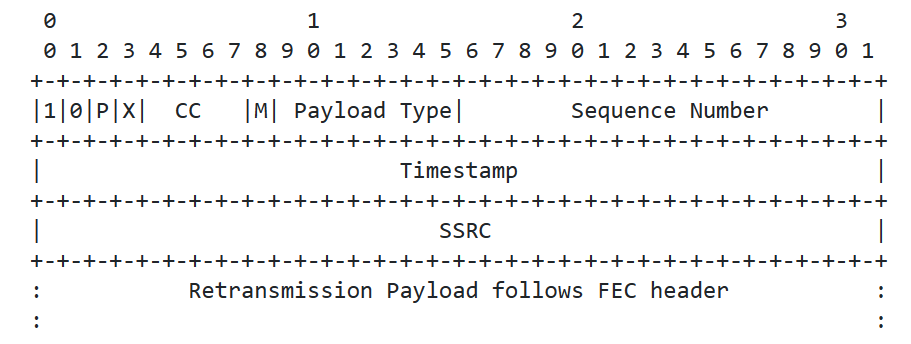 0                   1                   2                   3
 0 1 2 3 4 5 6 7 8 9 0 1 2 3 4 5 6 7 8 9 0 1 2 3 4 5 6 7 8 9 0 1
+-+-+-+-+-+-+-+-+-+-+-+-+-+-+-+-+-+-+-+-+-+-+-+-+-+-+-+-+-+-+-+-+
|1|0|P|X|  CC   |M| Payload Type|        Sequence Number        |
+-+-+-+-+-+-+-+-+-+-+-+-+-+-+-+-+-+-+-+-+-+-+-+-+-+-+-+-+-+-+-+-+
|                           Timestamp                           |
+-+-+-+-+-+-+-+-+-+-+-+-+-+-+-+-+-+-+-+-+-+-+-+-+-+-+-+-+-+-+-+-+
|                              SSRC                             |
+-+-+-+-+-+-+-+-+-+-+-+-+-+-+-+-+-+-+-+-+-+-+-+-+-+-+-+-+-+-+-+-+
:           Retransmission Payload follows FEC header           :
:                                                               :